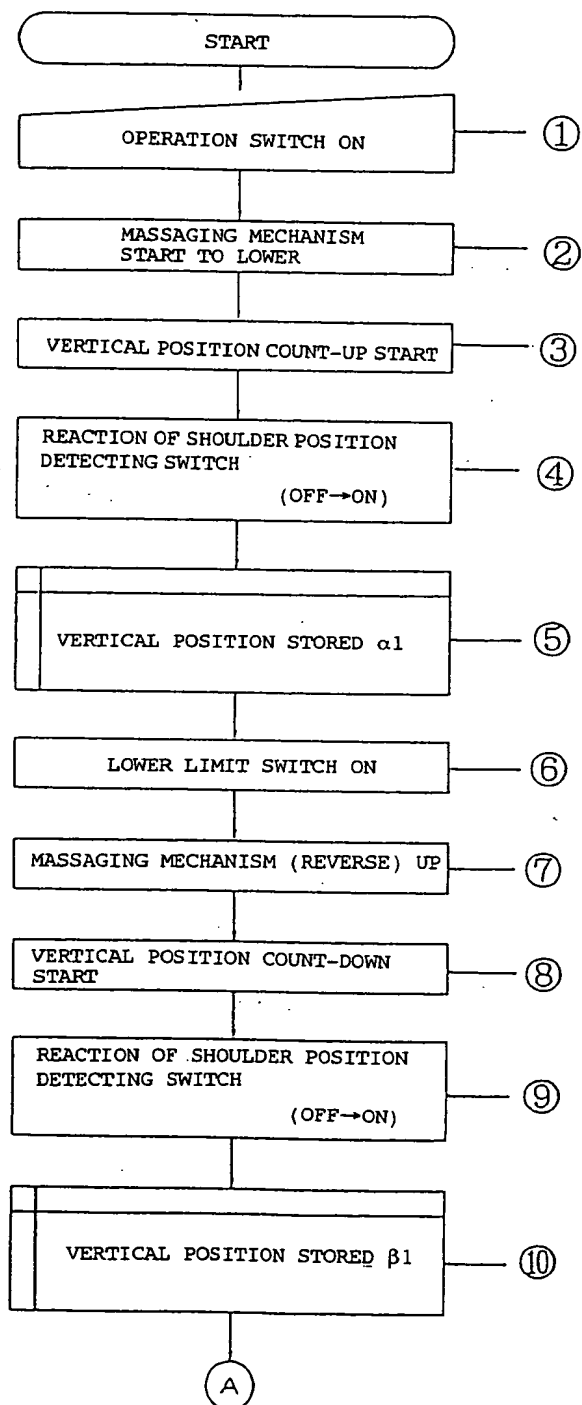 START
OPERATION SWITCH ON
①
MASSAGING MECHANISM
START TO LOWER
②
VERTICAL POSITION COUNT-UP START
③
REACTION OF SHOULDER POSITION
DETECTING SWITCH
(OFF→ON)
④
VERTICAL POSITION STORED α1
⑤
LOWER LIMIT SWITCH ON
⑥
MASSAGING MECHANISM (REVERSE) UP
⑦
VERTICAL POSITION COUNT-DOWN
START
⑧
REACTION OF SHOULDER POSITION
DETECTING SWITCH
(OFF→ON)
⑨
VERTICAL POSITION STORED β1
⑩
A